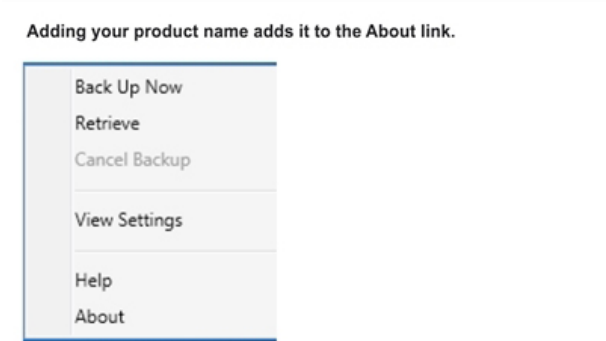 Adding your product name adds it to the About link.
Back Up Now
Retrieve
Cancel Backup
View Settings
Help
About